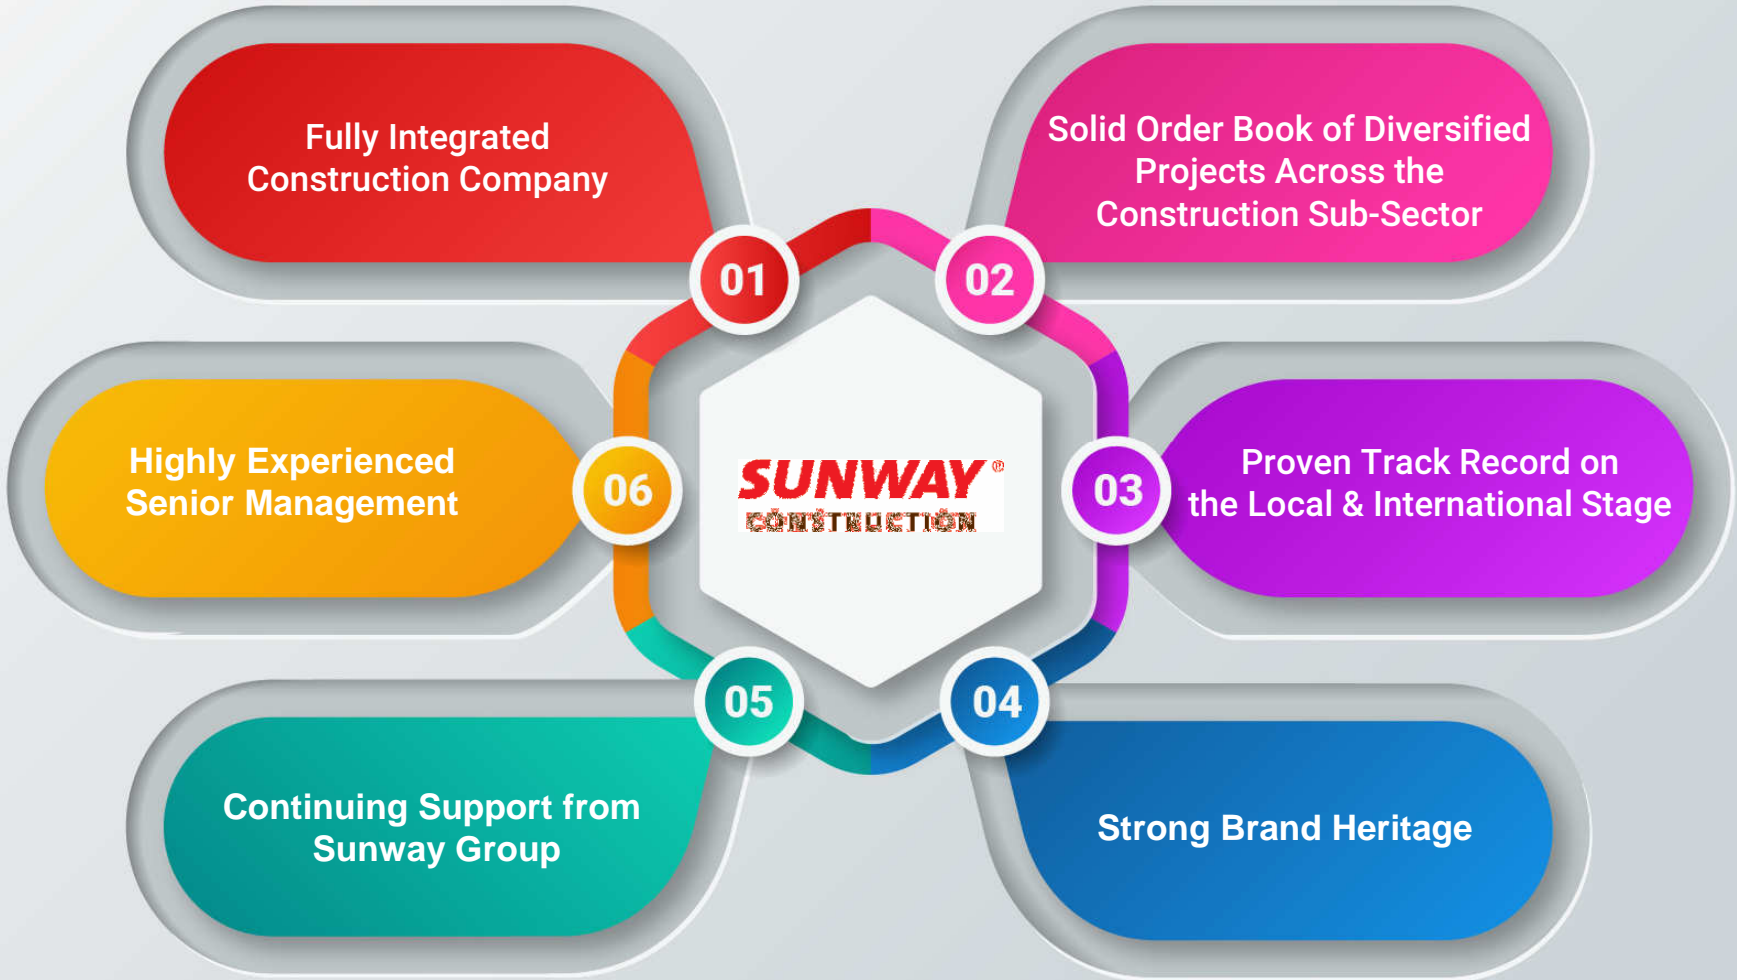 01
Fully Integrated
Construction Company
02
Solid Order Book of Diversified
Projects Across the
Construction Sub-Sector
03
Proven Track Record on
the Local & International Stage
04
Strong Brand Heritage
05
Continuing Support from
Sunway Group
06
Highly Experienced
Senior Management
SUNWAY®
CONSTRUCTION